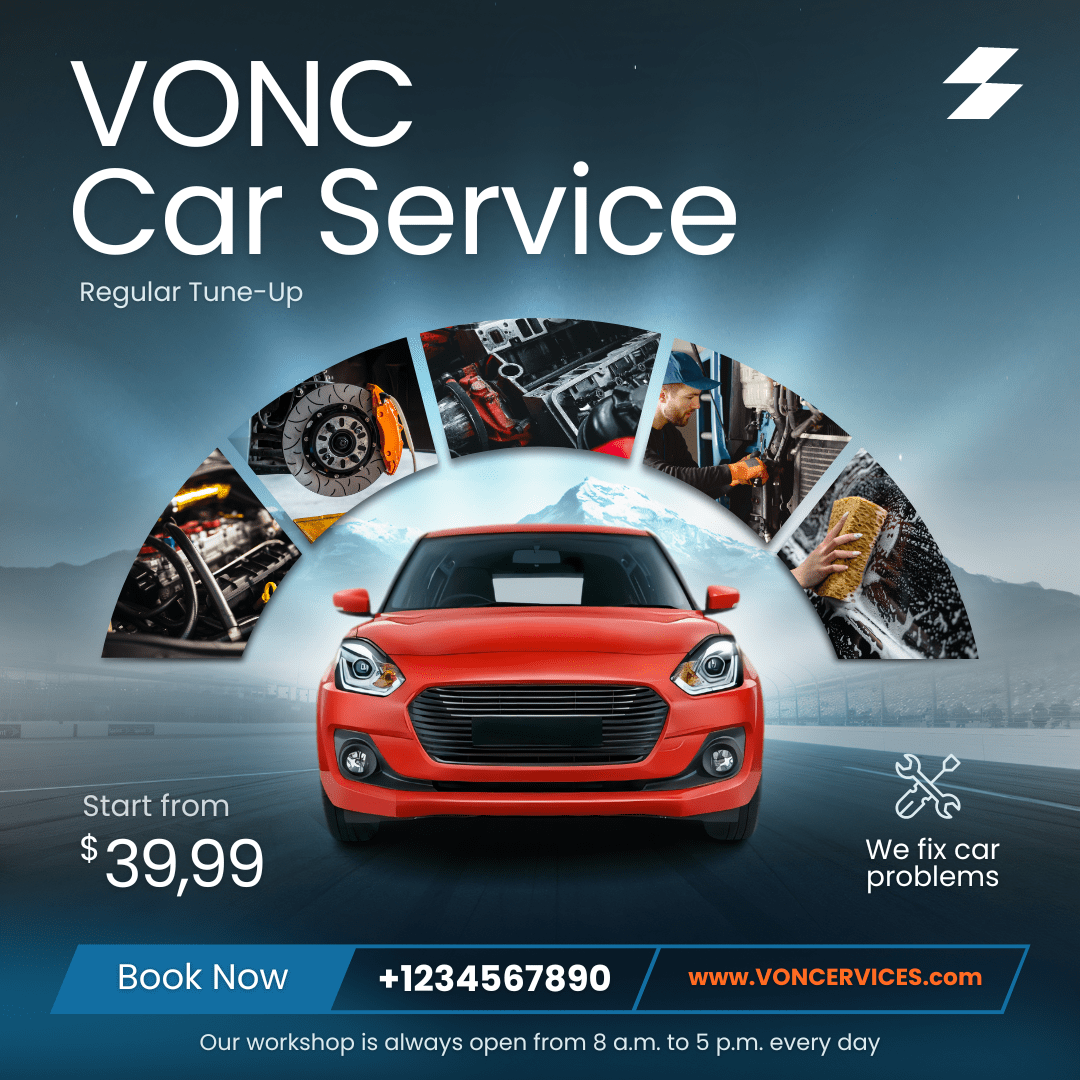 VONC
Car Service
Regular Tune-Up
Start from
$39,99
We fix car
problems
Book Now
+1234567890
www.VONCERVICES.com
Our workshop is always open from 8 a.m. to 5 p.m. every day